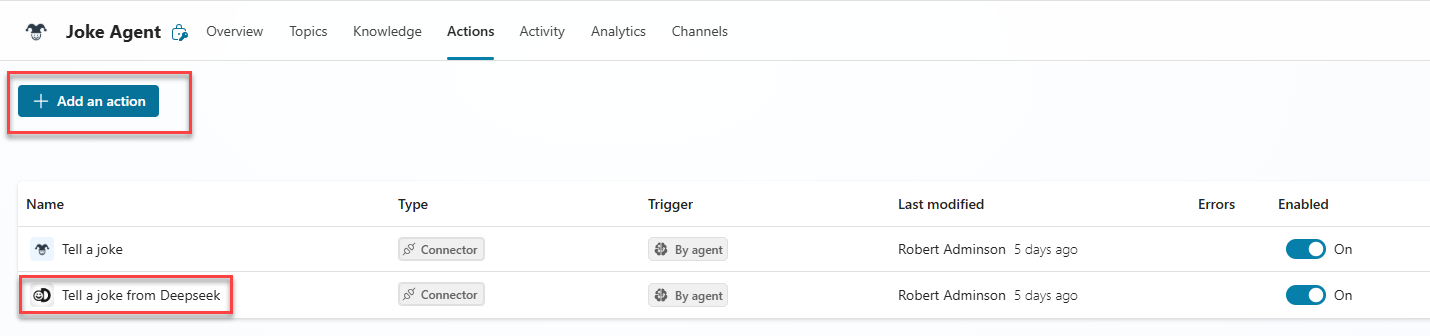 Joke Agent Overview Topics Knowledge Actions Activity Analytics Channels
Add an action
Name Type Trigger Last modified Errors Enabled
Tell a joke Connector By agent Robert Adminson 5 days ago On
Tell a joke from Deepseek Connector By agent Robert Adminson 5 days ago On